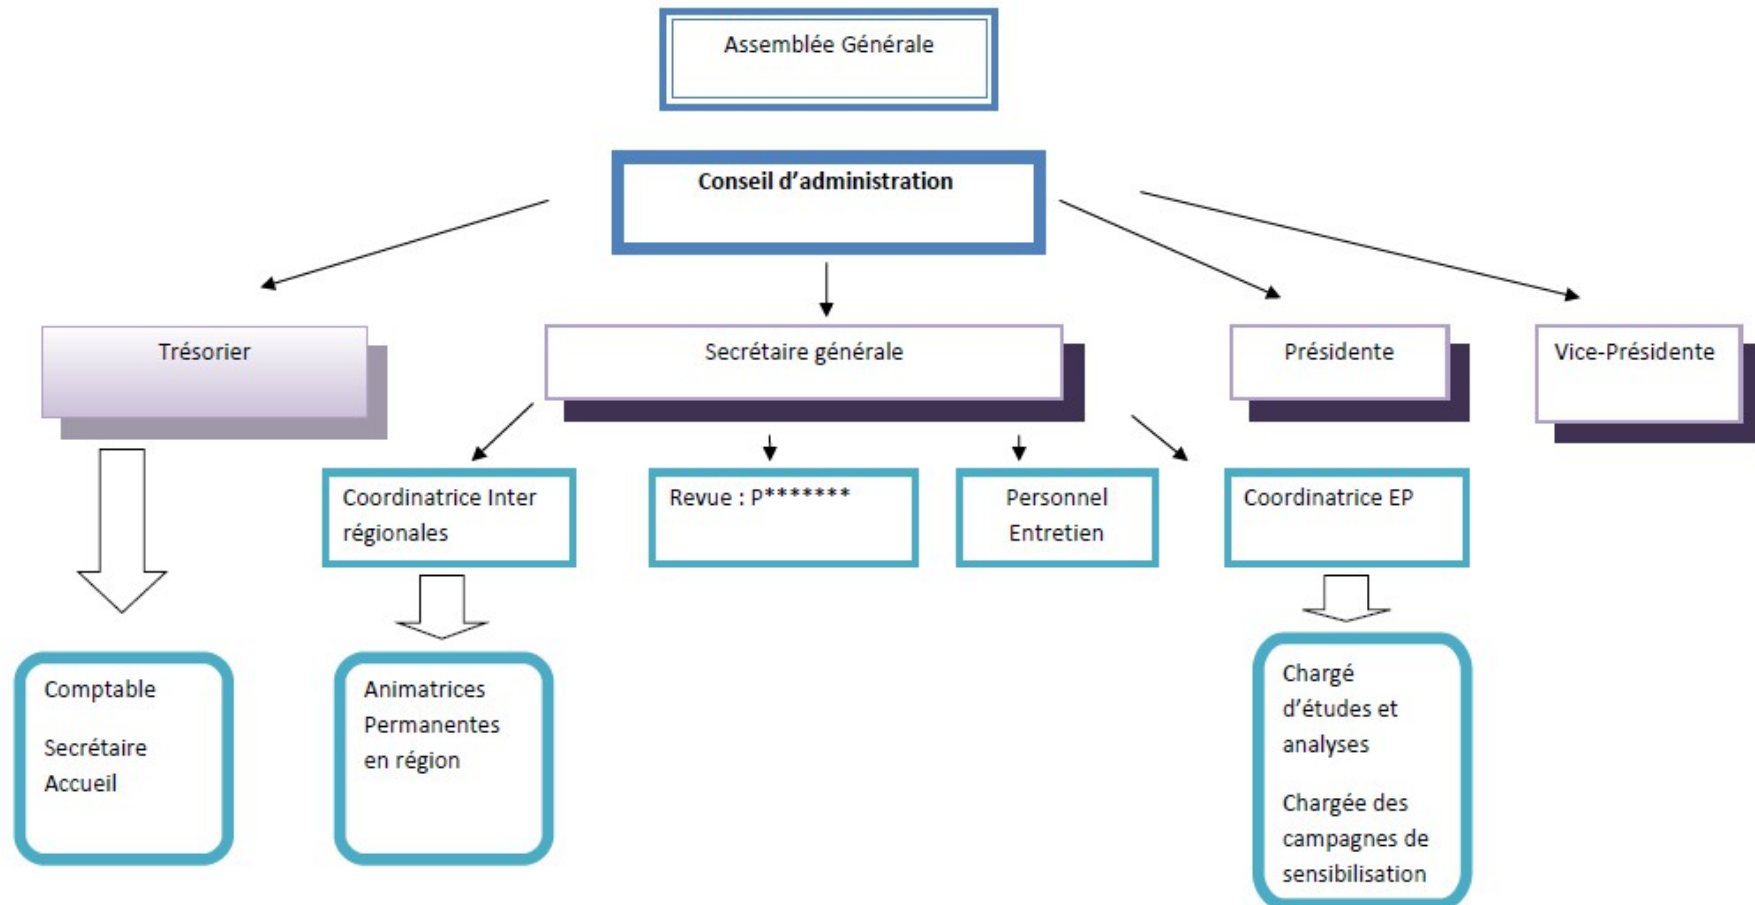 Assemblée Générale
Conseil d'administration
Trésorier
Secrétaire générale
Présidente
Vice-Présidente
Coordinatrice Inter
régionales
Revue : P*******
Personnel
Entretien
Coordinatrice EP
Comptable
Secrétaire
Accueil
Animatrices
Permanentes
en région
Chargé
d'études et
analyses
Chargée des
campagnes de
sensibilisation